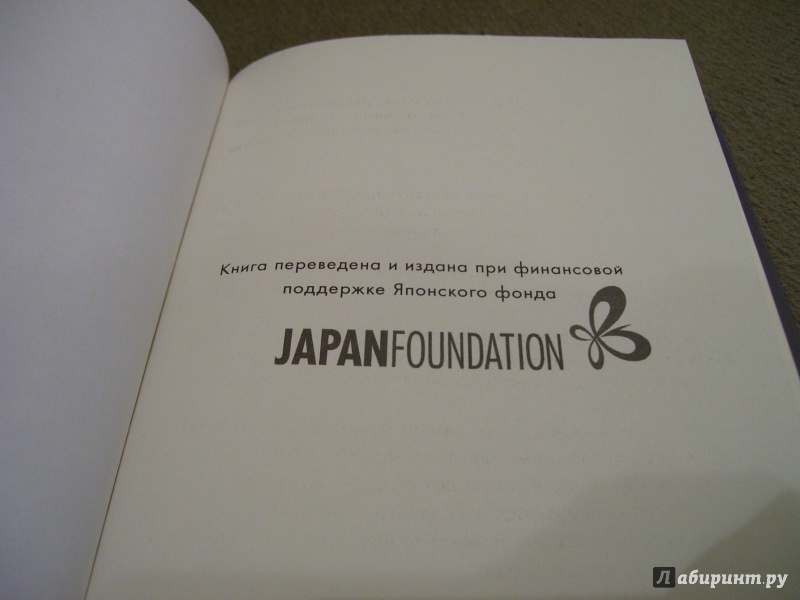 Книга переведена и издана при финансовой
поддержке Японского фонда
JAPANFOUNDATION
Лабиринт.ру